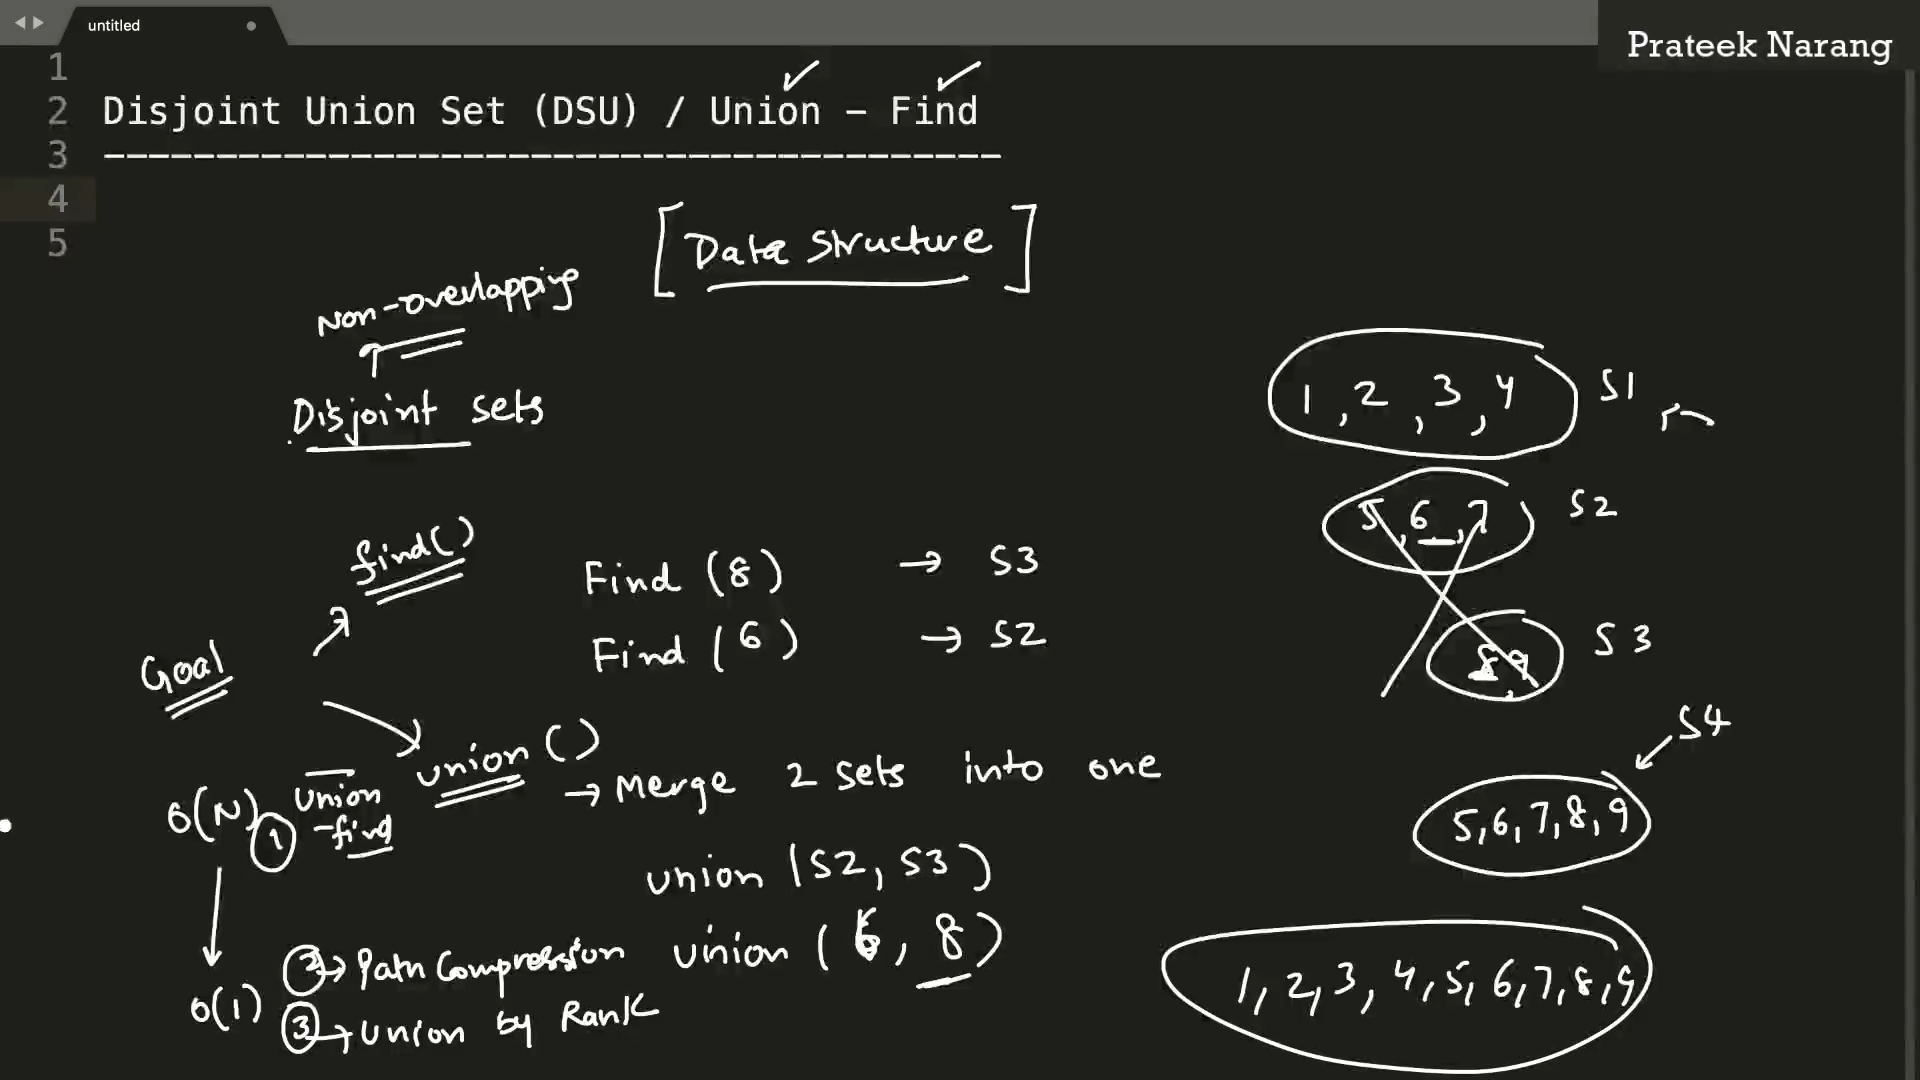 untitled
Prateek Narang
1
2 Disjoint Union Set (DSU) / Union - Find
3 -----------------------------------------
4
5
[Data Structure]
Non-overlapping
Disjoint sets
1, 2, 3, 4 S1
5, 6, 7 S2
find()
Find (8) → S3
Find (6) → S2
8, 9 S3
Goal
union ()
→ Merge 2 sets into one
S4
5,6,7,8,9
O(N) 1 Union
-find
union (S2, S3)
union (6, 8)
O(1) 2 → Path Compression
3 → Union by Rank
1, 2, 3, 4, 5, 6, 7, 8, 9